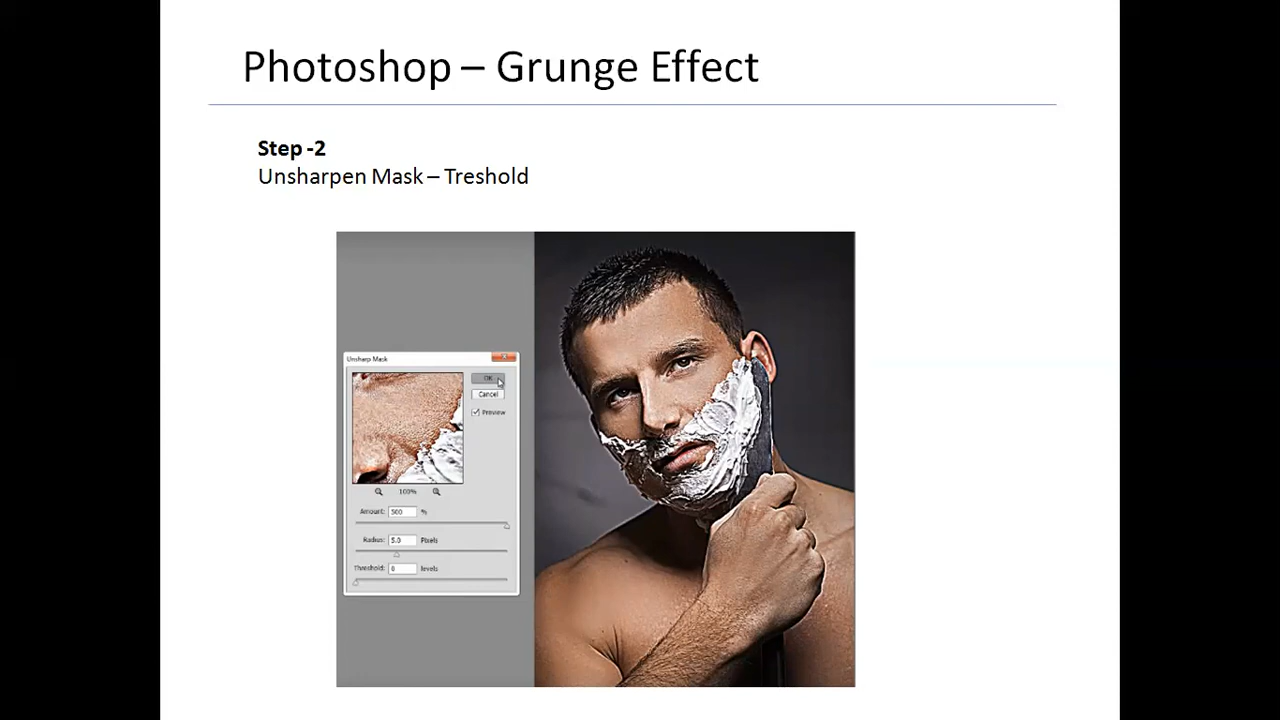 Photoshop – Grunge Effect
Step -2
Unsharpen Mask – Treshold
Unsharp Mask
OK
Cancel
Preview
100%
Amount: 500 %
Radius: 5.0 Pixels
Threshold: 0 levels